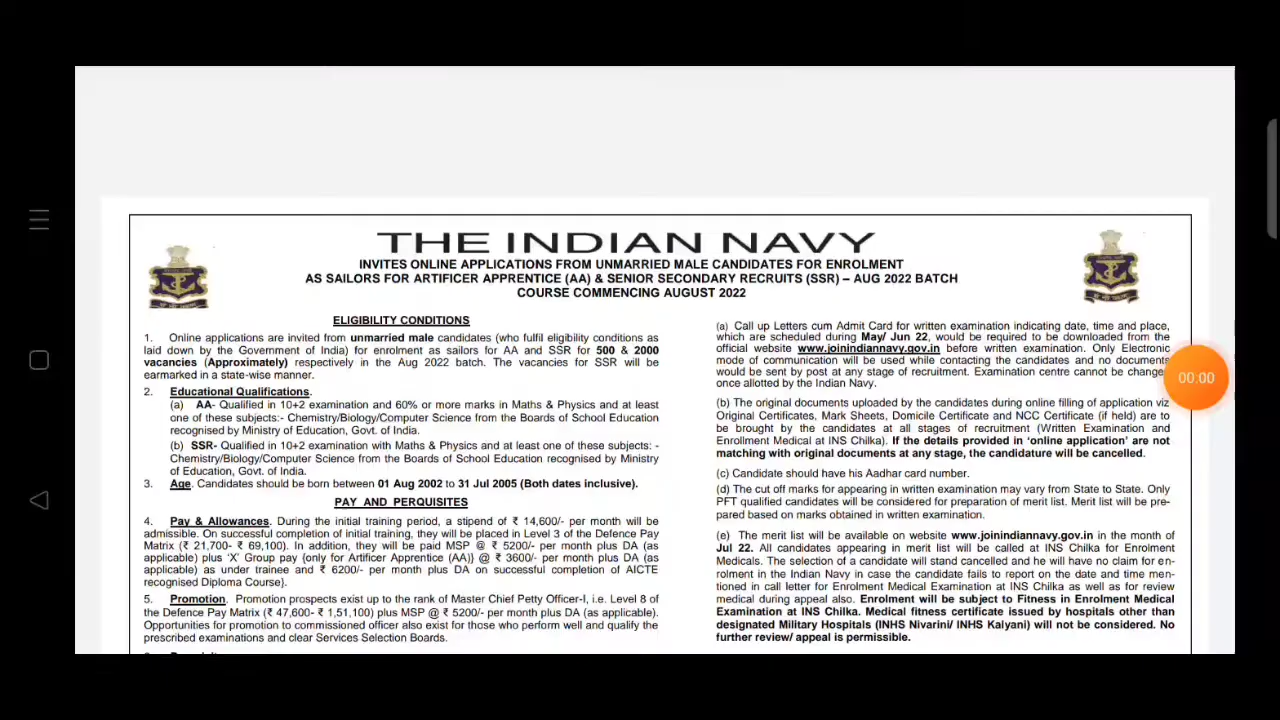 THE INDIAN NAVY
INVITES ONLINE APPLICATIONS FROM UNMARRIED MALE CANDIDATES FOR ENROLMENT
AS SAILORS FOR ARTIFICER APPRENTICE (AA) & SENIOR SECONDARY RECRUITS (SSR) – AUG 2022 BATCH
COURSE COMMENCING AUGUST 2022
ELIGIBILITY CONDITIONS
1. Online applications are invited from unmarried male candidates (who fulfil eligibility conditions as
laid down by the Government of India) for enrolment as sailors for AA and SSR for 500 & 2000
vacancies (Approximately) respectively in the Aug 2022 batch. The vacancies for SSR will be
earmarked in a state-wise manner.
2. Educational Qualifications.
(a) AA- Qualified in 10+2 examination and 60% or more marks in Maths & Physics and at least
one of these subjects:- Chemistry/Biology/Computer Science from the Boards of School Education
recognised by Ministry of Education, Govt. of India.
(b) SSR- Qualified in 10+2 examination with Maths & Physics and at least one of these subjects: -
Chemistry/Biology/Computer Science from the Boards of School Education recognised by Ministry
of Education, Govt. of India.
3. Age. Candidates should be born between 01 Aug 2002 to 31 Jul 2005 (Both dates inclusive).
PAY AND PERQUISITES
4. Pay & Allowances. During the initial training period, a stipend of ₹ 14,600/- per month will be
admissible. On successful completion of initial training, they will be placed in Level 3 of the Defence Pay
Matrix (₹ 21,700- ₹ 69,100). In addition, they will be paid MSP @ ₹ 5200/- per month plus DA (as
applicable) plus ‘X’ Group pay (only for Artificer Apprentice (AA)) @ ₹ 3600/- per month plus DA (as
applicable) as under trainee and ₹ 6200/- per month plus DA on successful completion of AICTE
recognised Diploma Course}.
5. Promotion. Promotion prospects exist up to the rank of Master Chief Petty Officer-I, i.e. Level 8 of
the Defence Pay Matrix (₹ 47,600- ₹ 1,51,100) plus MSP @ ₹ 5200/- per month plus DA (as applicable).
Opportunities for promotion to commissioned officer also exist for those who perform well and qualify the
prescribed examinations and clear Services Selection Boards.
(a) Call up Letters cum Admit Card for written examination indicating date, time and place,
which are scheduled during May/ Jun 22, would be required to be downloaded from the
official website www.joinindiannavy.gov.in before written examination. Only Electronic
mode of communication will be used while contacting the candidates and no documents
would be sent by post at any stage of recruitment. Examination centre cannot be change
once allotted by the Indian Navy.
00:00
(b) The original documents uploaded by the candidates during online filling of application viz
Original Certificates, Mark Sheets, Domicile Certificate and NCC Certificate (if held) are to
be brought by the candidates at all stages of recruitment (Written Examination and
Enrollment Medical at INS Chilka). If the details provided in ‘online application’ are not
matching with original documents at any stage, the candidature will be cancelled.
(c) Candidate should have his Aadhar card number.
(d) The cut off marks for appearing in written examination may vary from State to State. Only
PFT qualified candidates will be considered for preparation of merit list. Merit list will be pre-
pared based on marks obtained in written examination.
(e) The merit list will be available on website www.joinindiannavy.gov.in in the month of
Jul 22. All candidates appearing in merit list will be called at INS Chilka for Enrolment
Medicals. The selection of a candidate will stand cancelled and he will have no claim for en-
rolment in the Indian Navy in case the candidate fails to report on the date and time men-
tioned in call letter for Enrolment Medical Examination at INS Chilka as well as for review
medical during appeal also. Enrolment will be subject to Fitness in Enrolment Medical
Examination at INS Chilka. Medical fitness certificate issued by hospitals other than
designated Military Hospitals (INHS Nivarini/ INHS Kalyani) will not be considered. No
further review/ appeal is permissible.